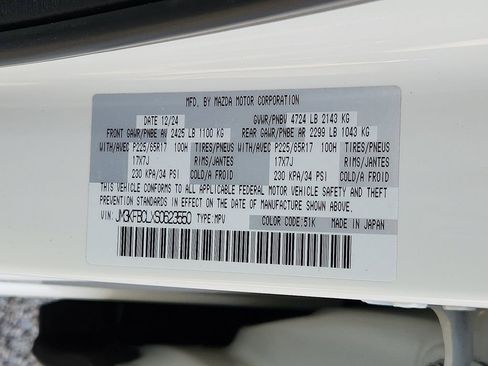 MFD. BY MAZDA MOTOR CORPORATION
DATE 12/24 GVWR/PNBV 4724 LB 2143 KG
FRONT GAWR/PNBE AV 2425 LB 1100 KG REAR GAWR/PNBE AR 2299 LB 1043 KG
WITH/AVEC P225/65R17 100H TIRES/PNEUS WITH/AVEC P225/65R17 100H TIRES/PNEUS
17X7J RIMS/JANTES 17X7J RIMS/JANTES
230 KPA/34 PSI COLD/A FROID 230 KPA/34 PSI COLD/A FROID
THIS VEHICLE CONFORMS TO ALL APPLICABLE FEDERAL MOTOR VEHICLE SAFETY AND THEFT
PREVENTION STANDARDS IN EFFECT ON THE DATE OF MANUFACTURE SHOWN ABOVE.
VIN: JM3KFBCLXS0623550 TYPE: MPV COLOR CODE: 51K MADE IN JAPAN